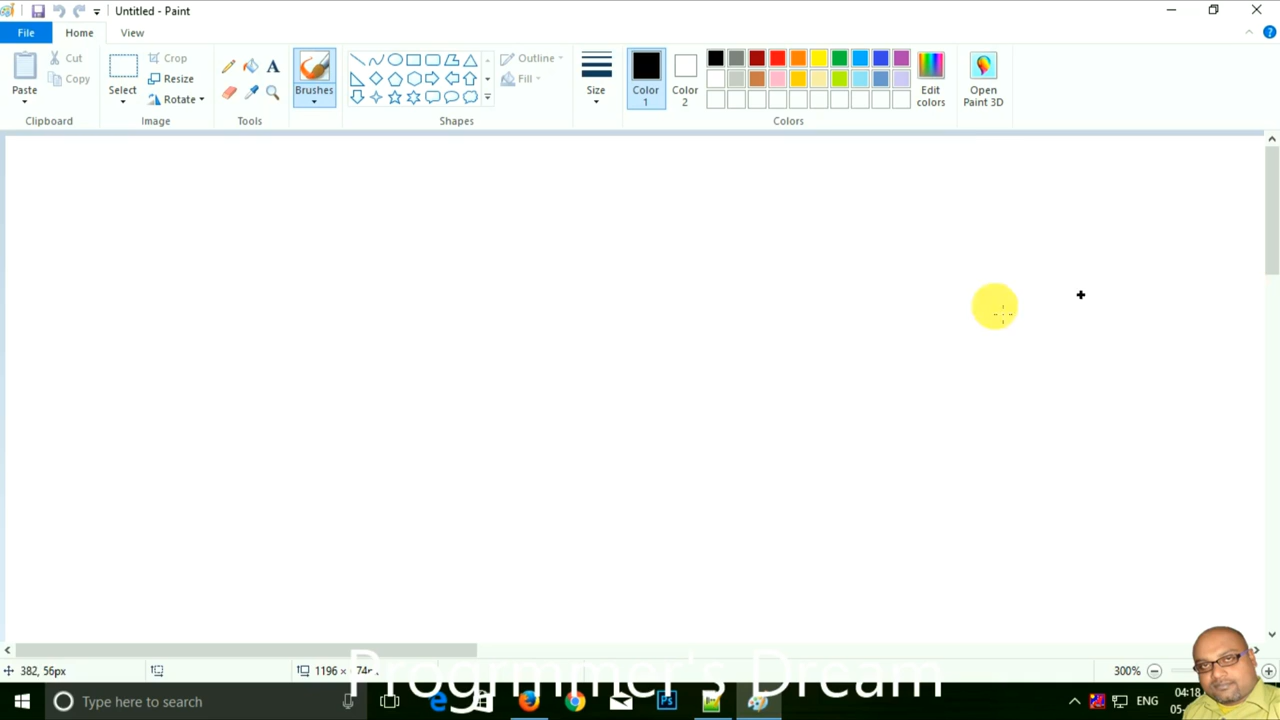 Untitled - Paint
File
Home
View
Paste
Cut
Copy
Clipboard
Select
Crop
Resize
Rotate
Image
A
Tools
Brushes
Outline
Fill
Shapes
Size
Color 1
Color 2
Edit colors
Open Paint 3D
Colors
382, 56px
1196 ×
300%
Programmer's Dream
Type here to search
ENG
04:18